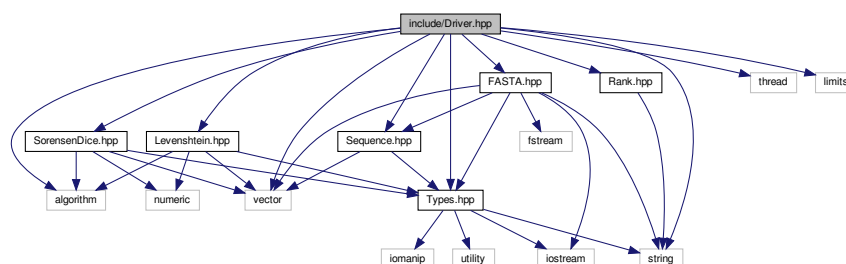 include/Driver.hpp
FASTA.hpp
Rank.hpp
thread
limits
SorensenDice.hpp
Levenshtein.hpp
Sequence.hpp
fstream
algorithm
numeric
vector
Types.hpp
iomanip
utility
iostream
string